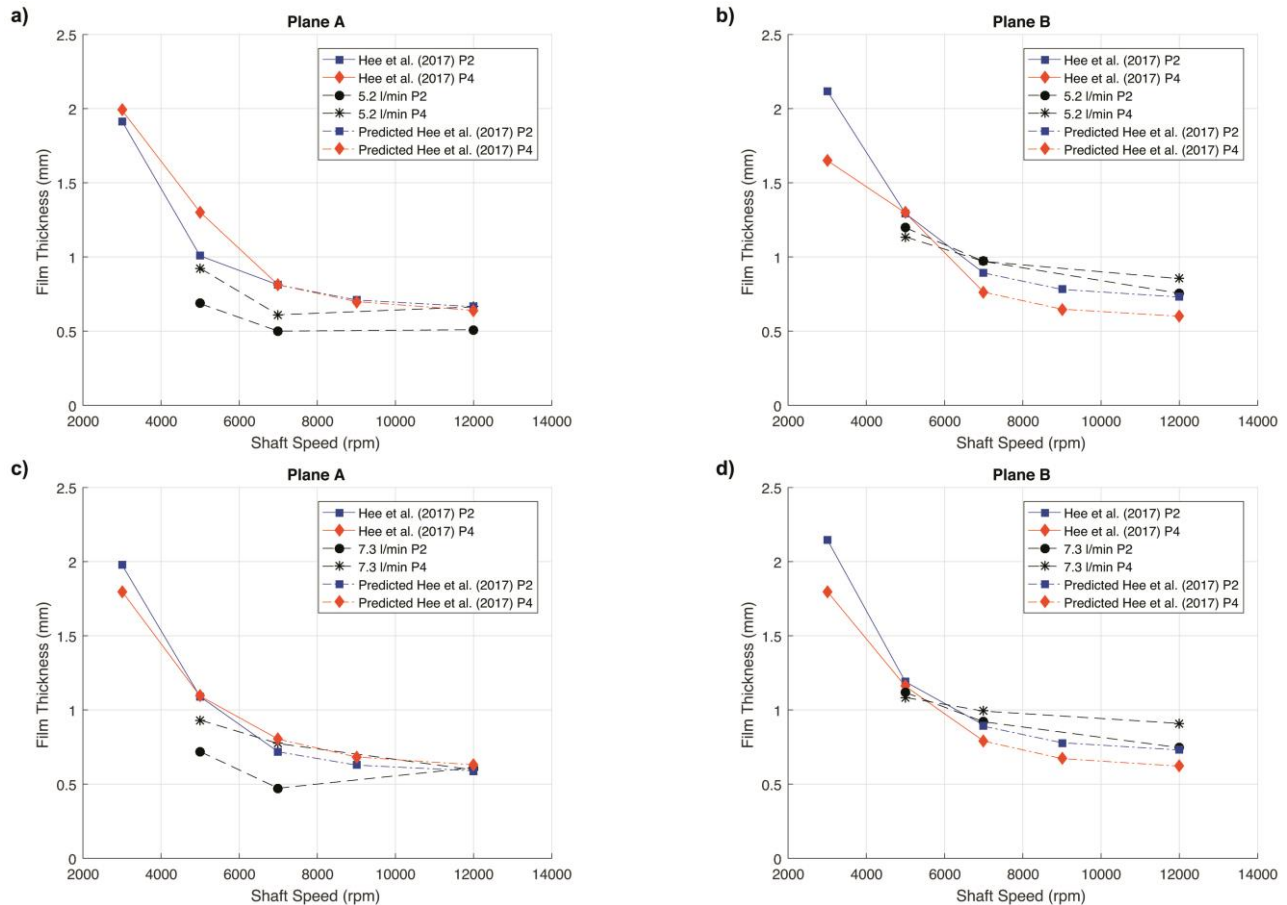 a)
Plane A
2.5
2
1.5
1
0.5
0
Film Thickness (mm)
Hee et al. (2017) P2
Hee et al. (2017) P4
5.2 l/min P2
5.2 l/min P4
Predicted Hee et al. (2017) P2
Predicted Hee et al. (2017) P4
2000 4000 6000 8000 10000 12000 14000
Shaft Speed (rpm)
b)
Plane B
2.5
2
1.5
1
0.5
0
Film Thickness (mm)
Hee et al. (2017) P2
Hee et al. (2017) P4
5.2 l/min P2
5.2 l/min P4
Predicted Hee et al. (2017) P2
Predicted Hee et al. (2017) P4
2000 4000 6000 8000 10000 12000 14000
Shaft Speed (rpm)
c)
Plane A
2.5
2
1.5
1
0.5
0
Film Thickness (mm)
Hee et al. (2017) P2
Hee et al. (2017) P4
7.3 l/min P2
7.3 l/min P4
Predicted Hee et al. (2017) P2
Predicted Hee et al. (2017) P4
2000 4000 6000 8000 10000 12000 14000
Shaft Speed (rpm)
d)
Plane B
2.5
2
1.5
1
0.5
0
Film Thickness (mm)
Hee et al. (2017) P2
Hee et al. (2017) P4
7.3 l/min P2
7.3 l/min P4
Predicted Hee et al. (2017) P2
Predicted Hee et al. (2017) P4
2000 4000 6000 8000 10000 12000 14000
Shaft Speed (rpm)